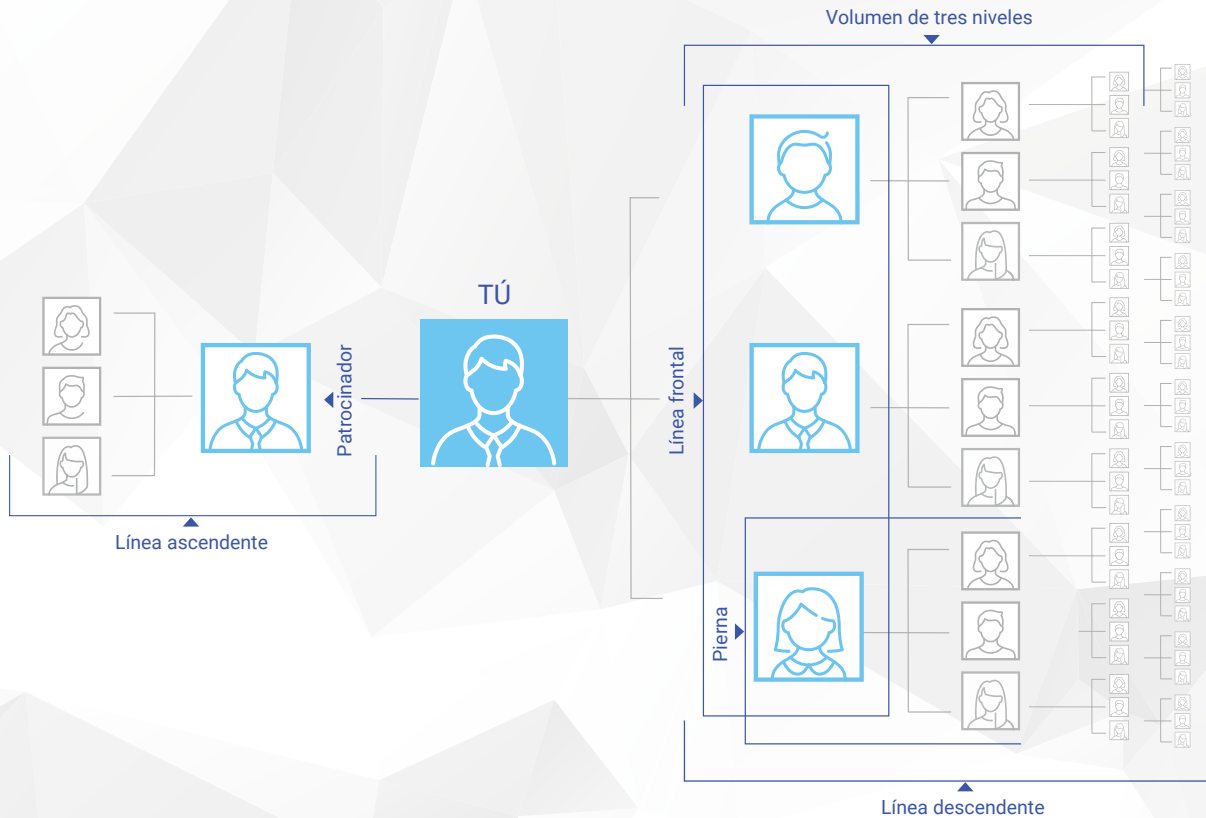 Volumen de tres niveles
TÚ
Patrocinador
Línea frontal
Línea ascendente
Pierna
Línea descendente